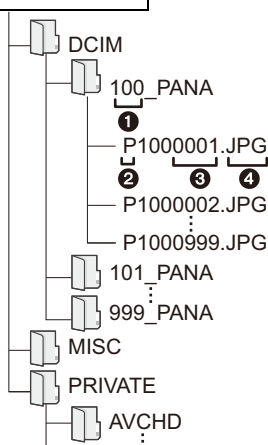 DCIM
100_PANA
❶
P1000001.JPG
❷ ❸ ❹
P1000002.JPG
P1000999.JPG
101_PANA
999_PANA
MISC
PRIVATE
AVCHD